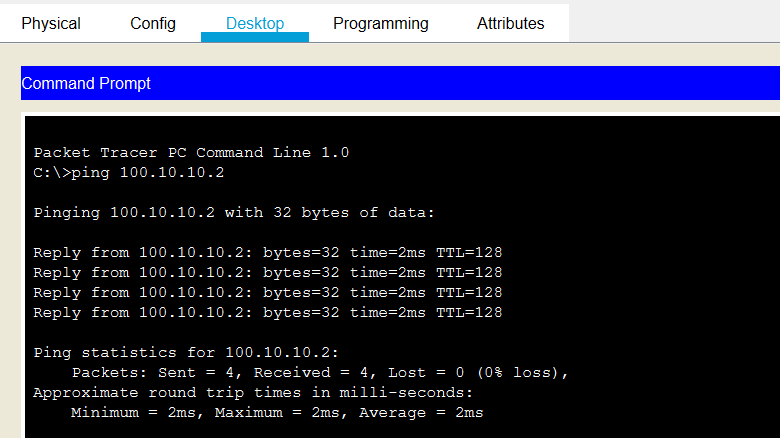 Physical Config Desktop Programming Attributes
Command Prompt
Packet Tracer PC Command Line 1.0
C:\>ping 100.10.10.2
Pinging 100.10.10.2 with 32 bytes of data:
Reply from 100.10.10.2: bytes=32 time=2ms TTL=128
Reply from 100.10.10.2: bytes=32 time=2ms TTL=128
Reply from 100.10.10.2: bytes=32 time=2ms TTL=128
Reply from 100.10.10.2: bytes=32 time=2ms TTL=128
Ping statistics for 100.10.10.2:
Packets: Sent = 4, Received = 4, Lost = 0 (0% loss),
Approximate round trip times in milli-seconds:
Minimum = 2ms, Maximum = 2ms, Average = 2ms